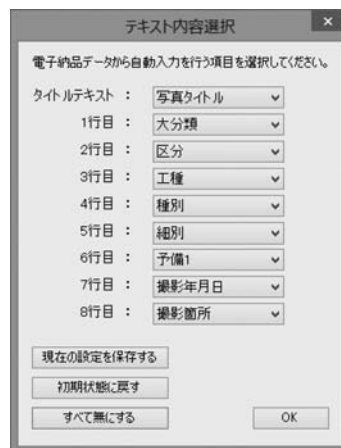 テキスト内容選択
×
電子納品データから自動入力を行う項目を選択してください。
タイトルテキスト : 写真タイトル
1行目 : 大分類
2行目 : 区分
3行目 : 工種
4行目 : 種別
5行目 : 細別
6行目 : 予備1
7行目 : 撮影年月日
8行目 : 撮影箇所
現在の設定を保存する
初期状態に戻す
すべて無にする OK